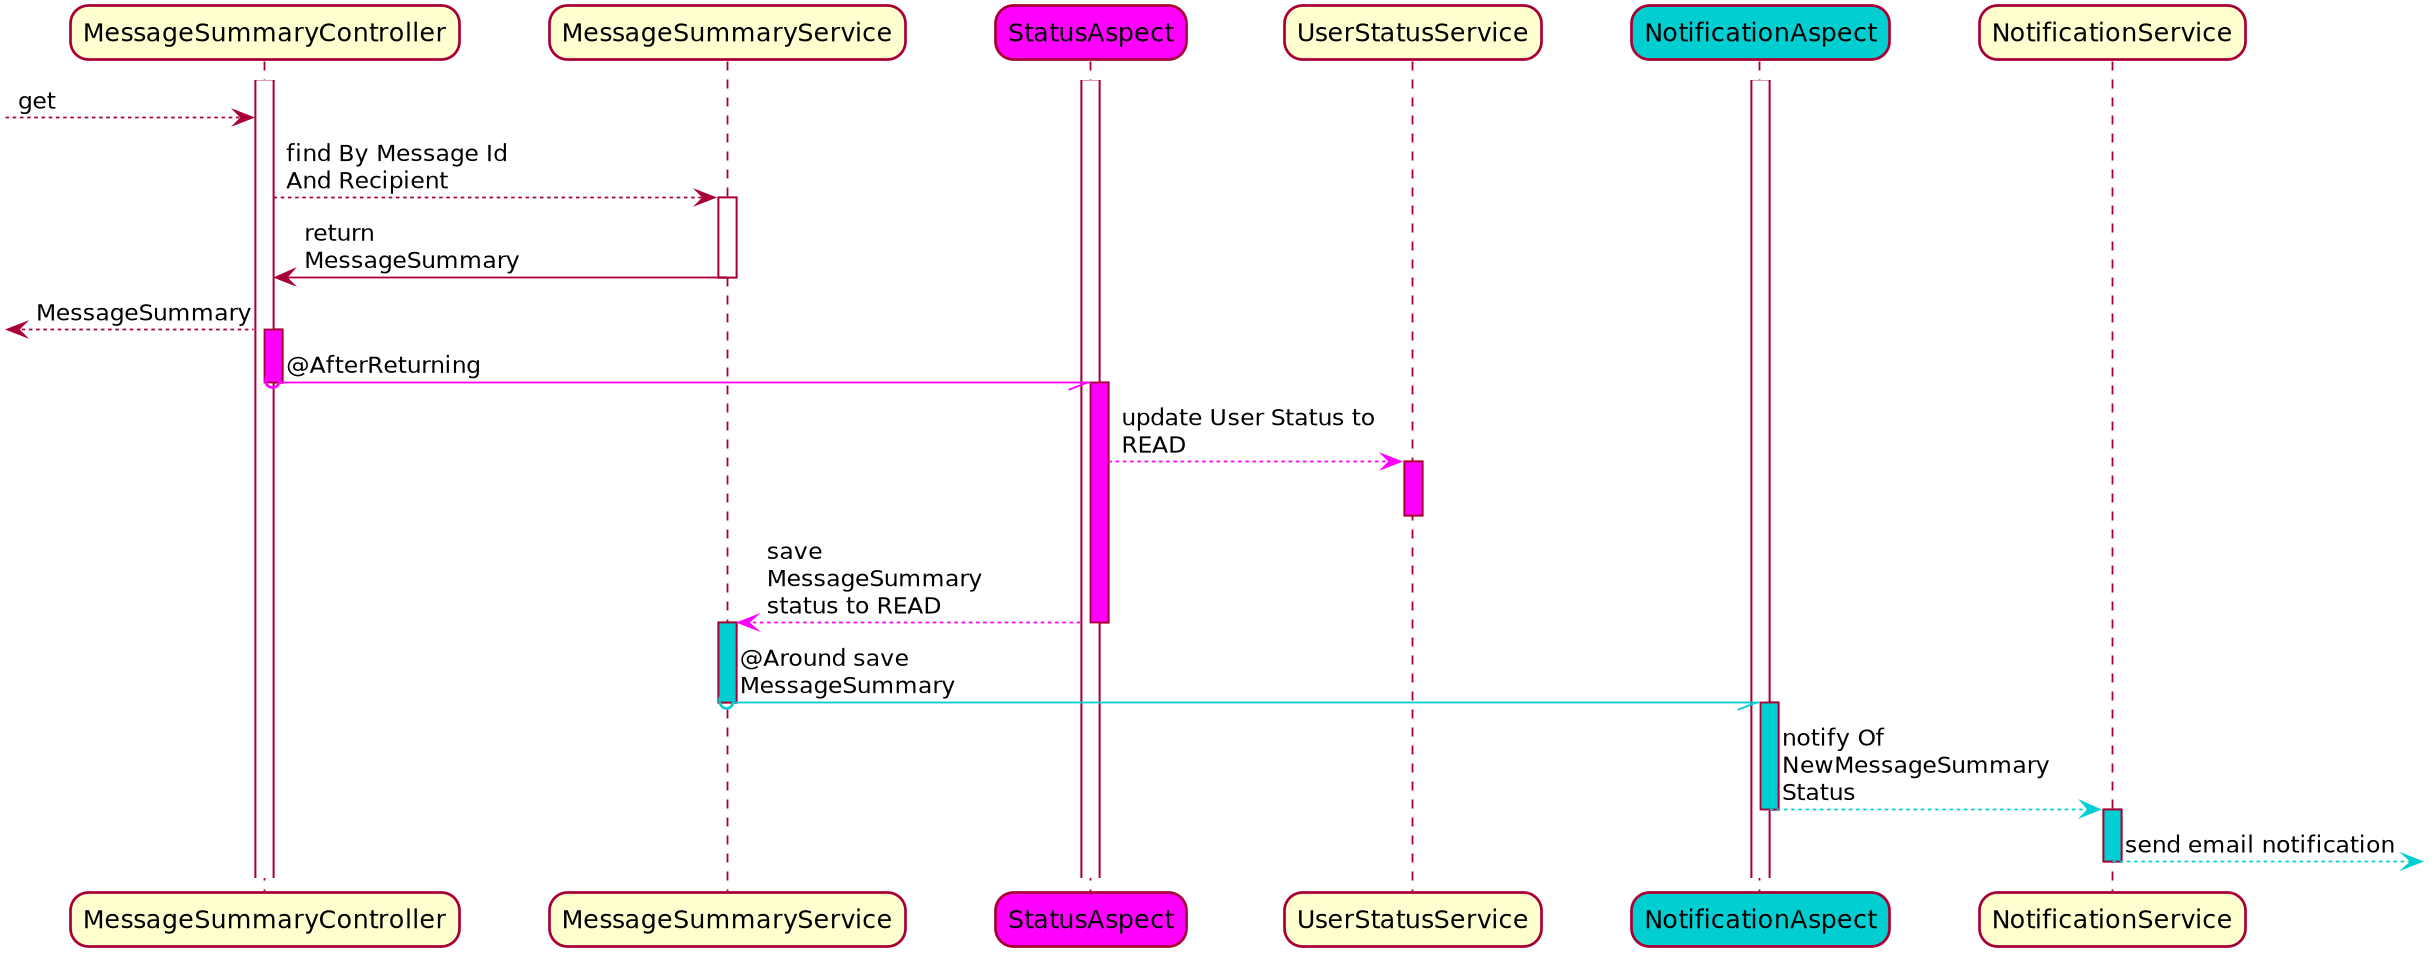 MessageSummaryController
MessageSummaryService
StatusAspect
UserStatusService
NotificationAspect
NotificationService
get
find By Message Id
And Recipient
return
MessageSummary
MessageSummary
@AfterReturning
update User Status to
READ
save
MessageSummary
status to READ
@Around save
MessageSummary
notify Of
NewMessageSummary
Status
send email notification
MessageSummaryController
MessageSummaryService
StatusAspect
UserStatusService
NotificationAspect
NotificationService